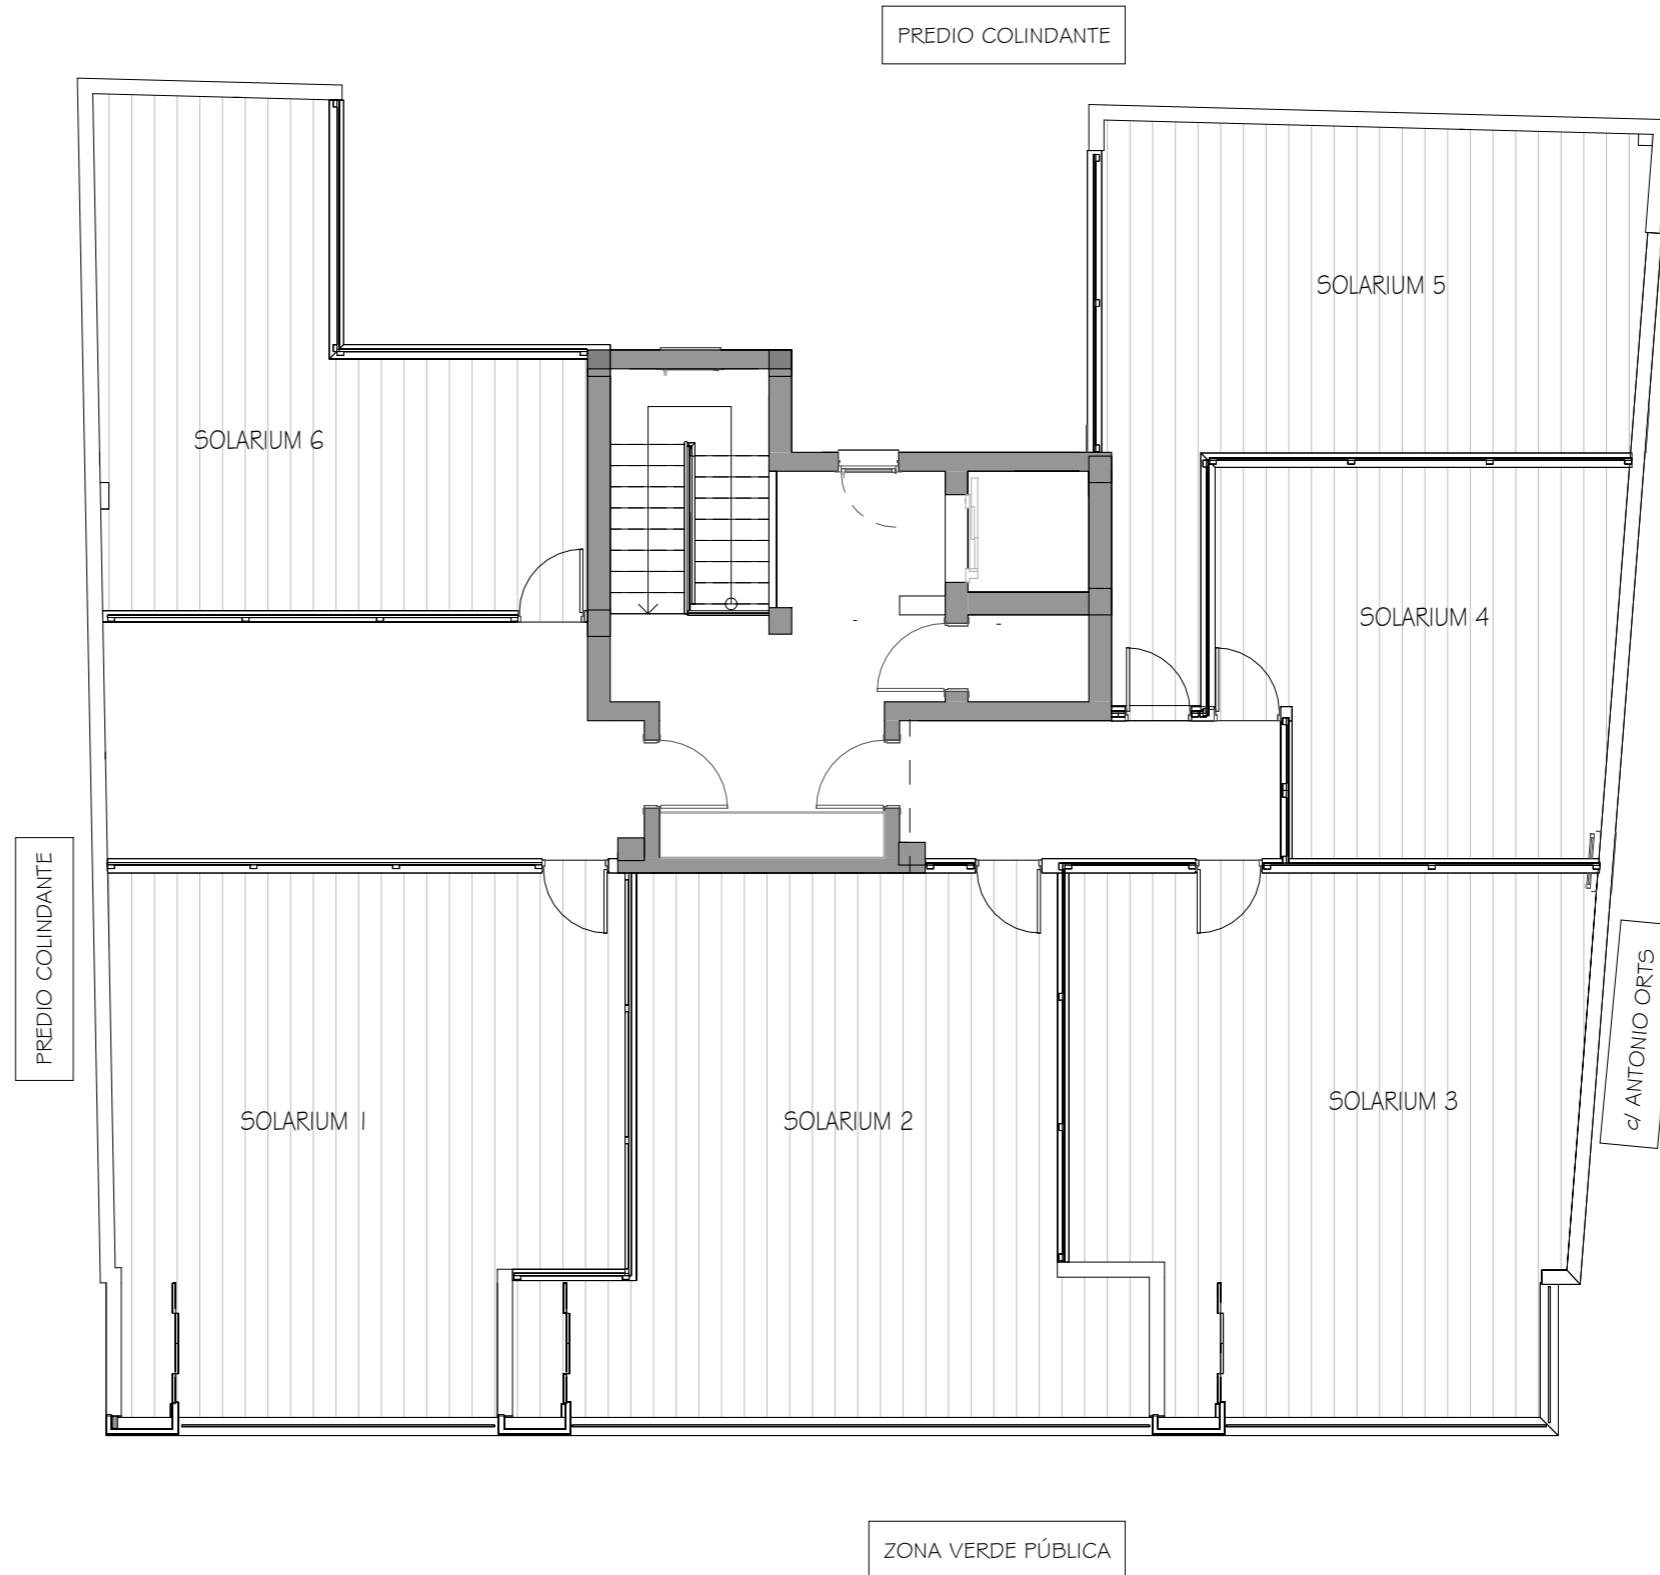 PREDIO COLINDANTE
SOLARIUM 5
SOLARIUM 6
SOLARIUM 4
PREDIO COLINDANTE
c/ ANTONIO ORTS
SOLARIUM 1
SOLARIUM 2
SOLARIUM 3
ZONA VERDE PÚBLICA